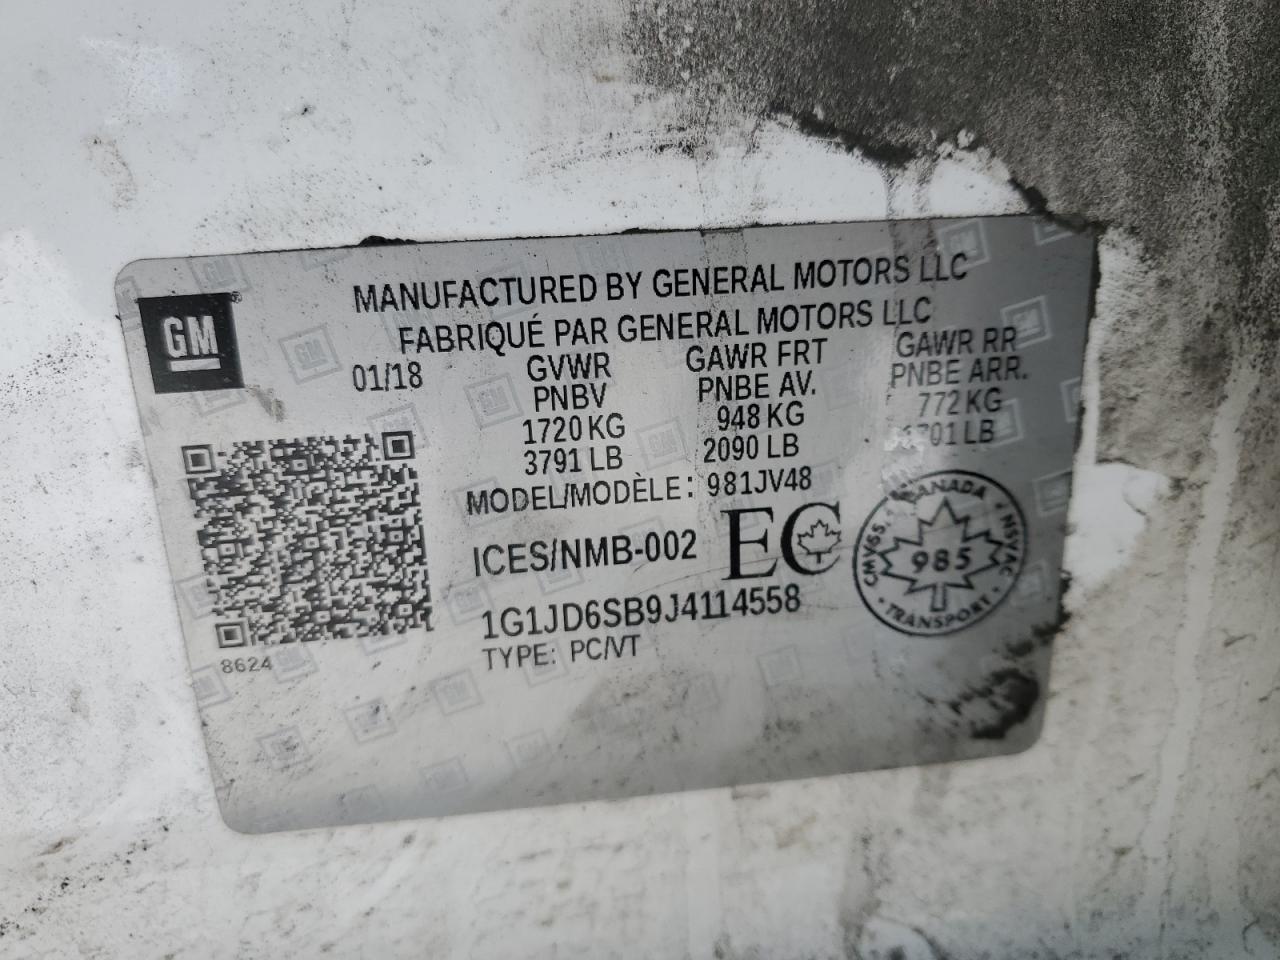 MANUFACTURED BY GENERAL MOTORS LLC
FABRIQUÉ PAR GENERAL MOTORS LLC
GM
®
01/18
GVWR
PNBV
1720 KG
3791 LB
GAWR FRT
PNBE AV.
948 KG
2090 LB
GAWR RR
PNBE ARR.
772 KG
1701 LB
MODEL/MODÈLE: 981JV48
ICES/NMB-002
EC
CANADA
CMVSS
985
NSVAC
TRANSPORT
1G1JD6SB9J4114558
TYPE: PC/VT
8624